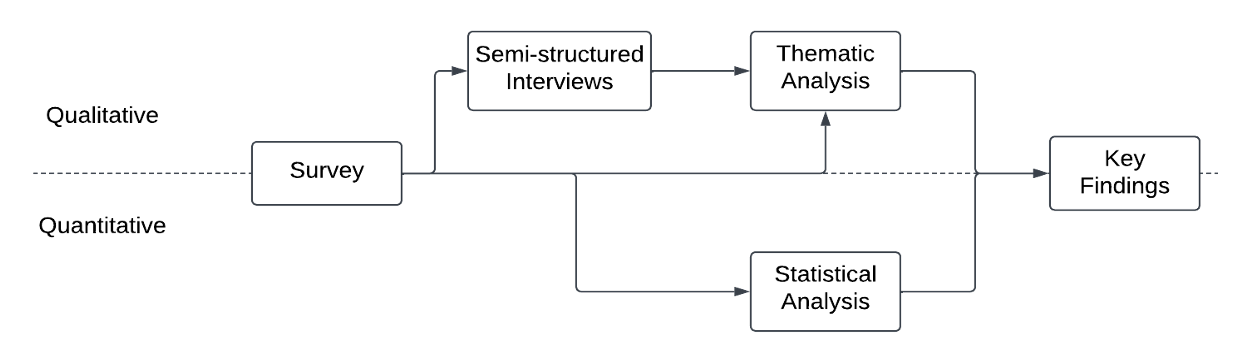 Semi-structured
Interviews
Thematic
Analysis
Qualitative
Survey
Key
Findings
Quantitative
Statistical
Analysis